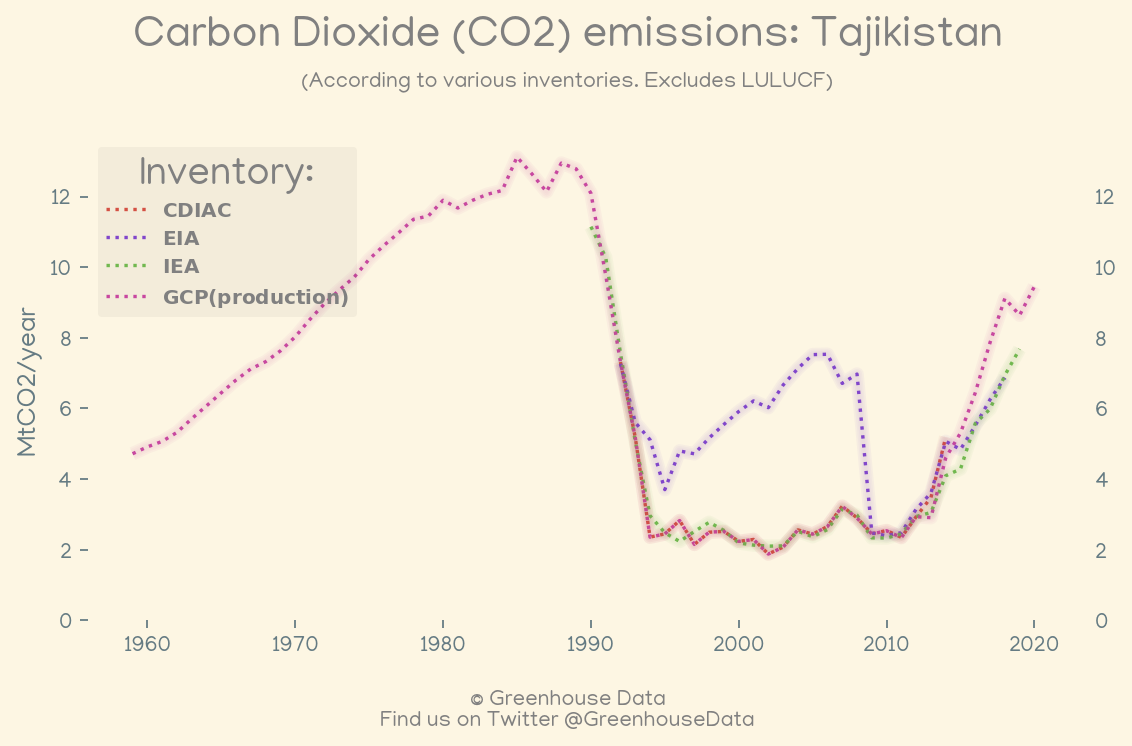 Carbon Dioxide (CO2) emissions: Tajikistan
(According to various inventories. Excludes LULUCF)
Inventory:
CDIAC
EIA
IEA
GCP(production)
MtCO2/year
12
10
8
6
4
2
0
12
10
8
6
4
2
0
1960 1970 1980 1990 2000 2010 2020
© Greenhouse Data
Find us on Twitter @GreenhouseData